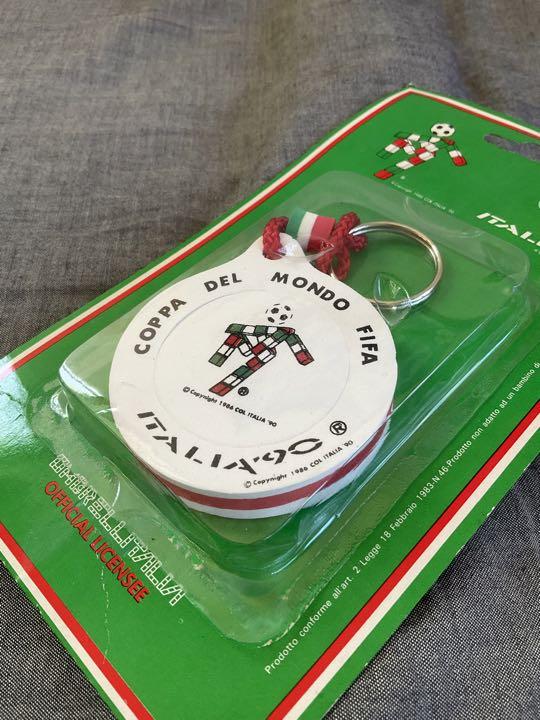 COPPA DEL MONDO FIFA
© Copyright 1986 COL ITALIA '90
ITALIA '90 ®
© Copyright 1986 COL ITALIA '90
OFFICIAL LICENSEE
Prodotto conforme all'art. 2 Legge 18 Febbraio 1983 N 46 Prodotto non adatto ad un bambino di